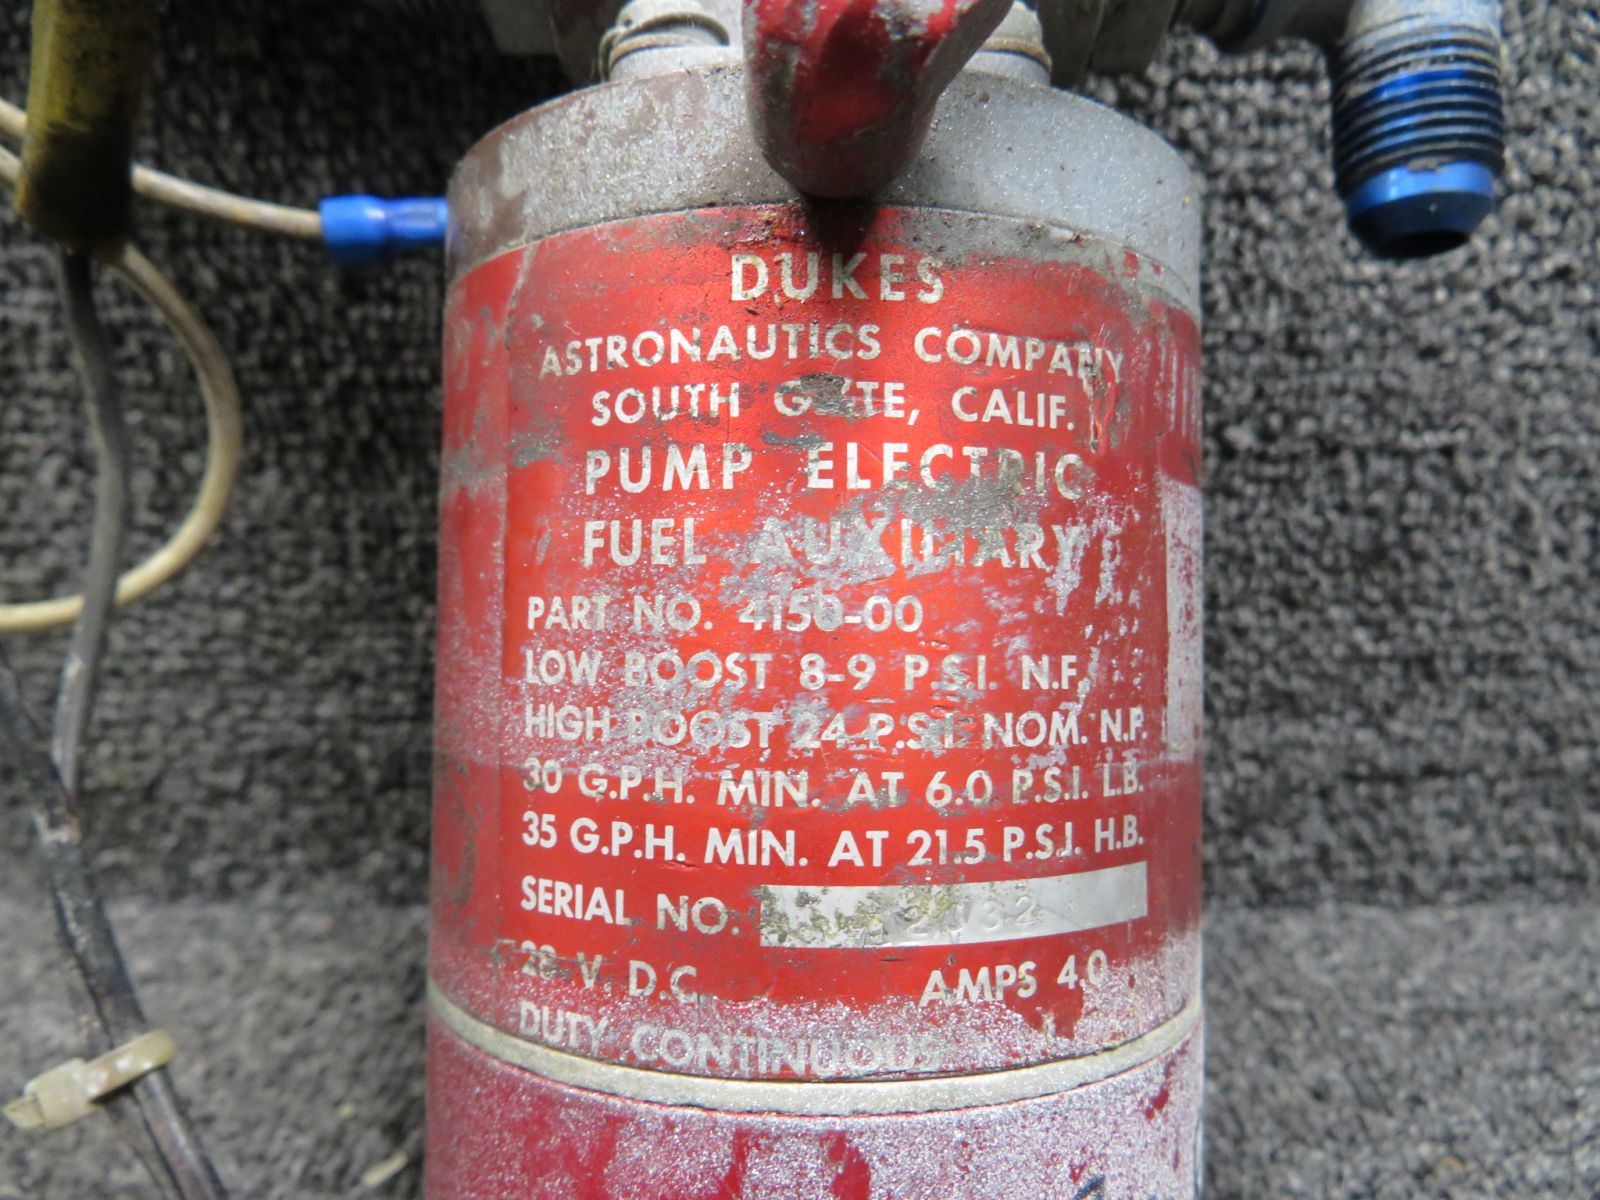 DUKES
ASTRONAUTICS COMPANY
SOUTH GATE, CALIF.
PUMP ELECTRIC
FUEL AUXILIARY
PART NO. 4150-00
LOW BOOST 8-9 P.S.I. N.F.
HIGH BOOST 24 P.S.I. NOM. N.F.
30 G.P.H. MIN. AT 6.0 P.S.I. L.B.
35 G.P.H. MIN. AT 21.5 P.S.I. H.B.
SERIAL NO.
28 V. D.C. AMPS 4.0
DUTY CONTINUOUS